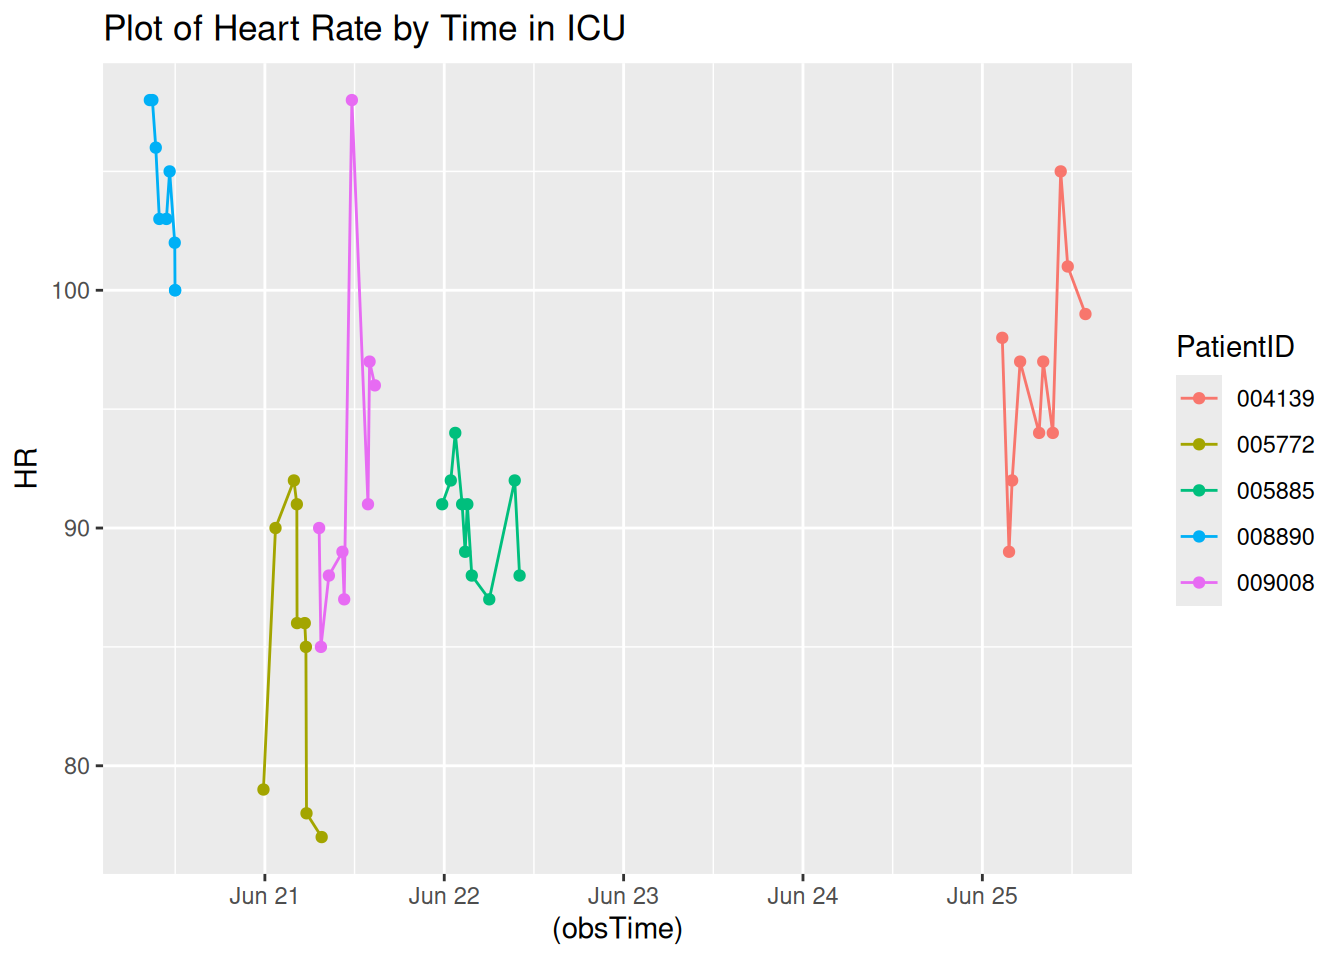 Plot of Heart Rate by Time in ICU
HR
100
90
80
Jun 21
Jun 22
Jun 23
Jun 24
Jun 25
(obsTime)
PatientID
004139
005772
005885
008890
009008